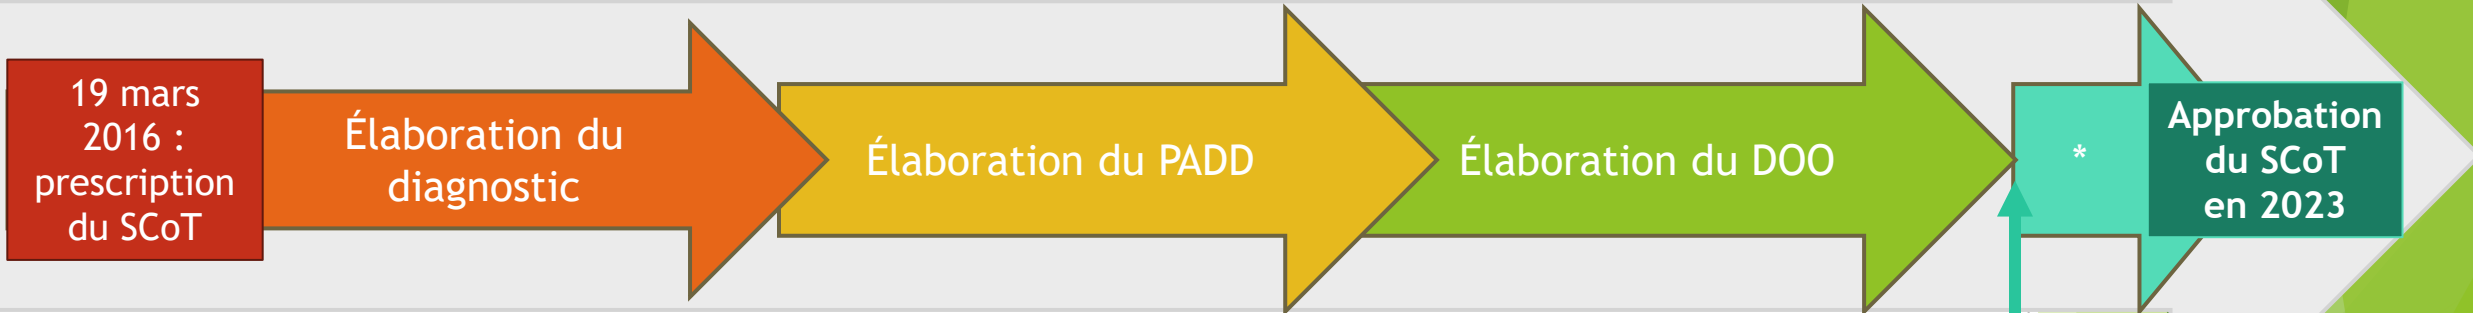 19 mars
2016 :
prescription
du SCoT
Élaboration du
diagnostic
Élaboration du PADD
Élaboration du DOO
*
Approbation
du SCoT
en 2023